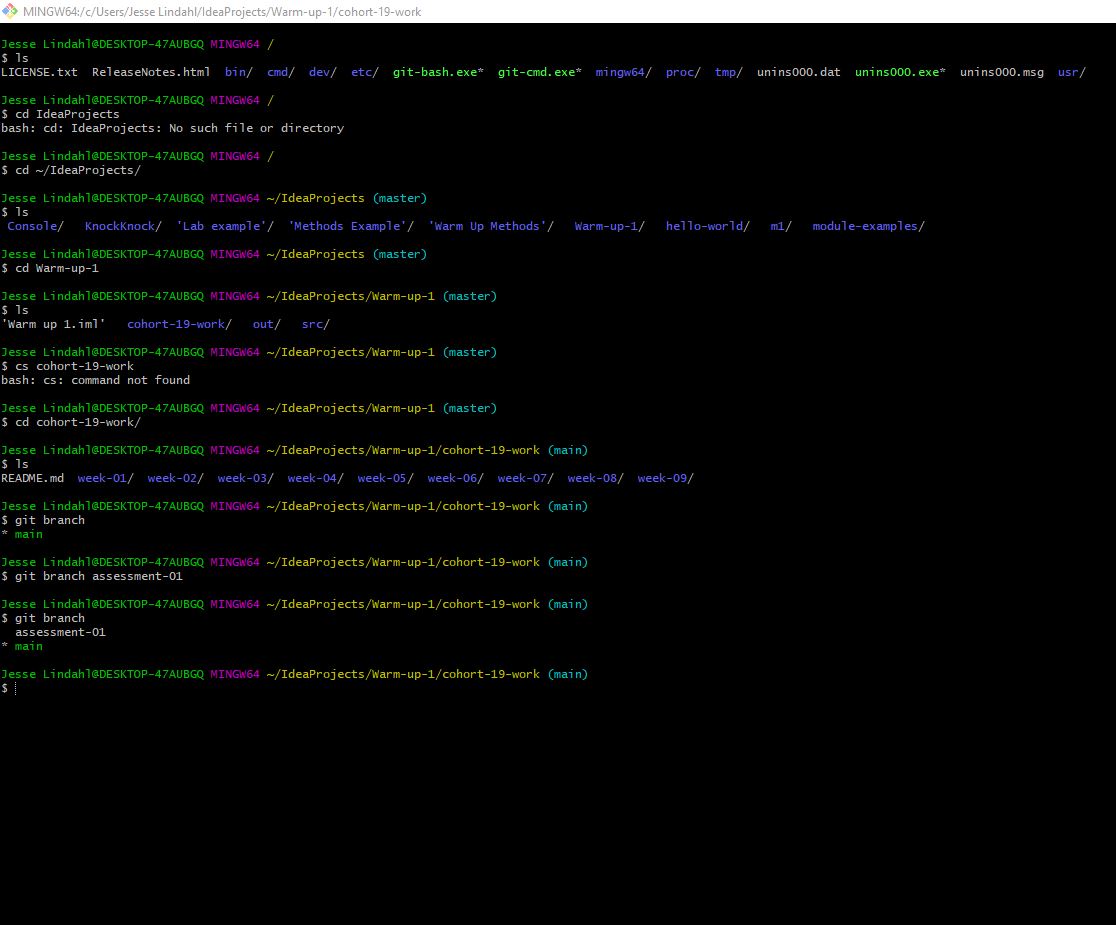 MINGW64:/c/Users/Jesse Lindahl/IdeaProjects/Warm-up-1/cohort-19-work
Jesse Lindahl@DESKTOP-47AUBGQ MINGW64 /
$ ls
LICENSE.txt  ReleaseNotes.html  bin/  cmd/  dev/  etc/  git-bash.exe*  git-cmd.exe*  mingw64/  proc/  tmp/  unins000.dat  unins000.exe*  unins000.msg  usr/
Jesse Lindahl@DESKTOP-47AUBGQ MINGW64 /
$ cd IdeaProjects
bash: cd: IdeaProjects: No such file or directory
Jesse Lindahl@DESKTOP-47AUBGQ MINGW64 /
$ cd ~/IdeaProjects/
Jesse Lindahl@DESKTOP-47AUBGQ MINGW64 ~/IdeaProjects (master)
$ ls
Console/   KnockKnock/  'Lab example'/  'Methods Example'/  'Warm Up Methods'/   Warm-up-1/   hello-world/   m1/   module-examples/
Jesse Lindahl@DESKTOP-47AUBGQ MINGW64 ~/IdeaProjects (master)
$ cd Warm-up-1
Jesse Lindahl@DESKTOP-47AUBGQ MINGW64 ~/IdeaProjects/Warm-up-1 (master)
$ ls
'Warm up 1.iml'   cohort-19-work/   out/   src/
Jesse Lindahl@DESKTOP-47AUBGQ MINGW64 ~/IdeaProjects/Warm-up-1 (master)
$ cs cohort-19-work
bash: cs: command not found
Jesse Lindahl@DESKTOP-47AUBGQ MINGW64 ~/IdeaProjects/Warm-up-1 (master)
$ cd cohort-19-work/
Jesse Lindahl@DESKTOP-47AUBGQ MINGW64 ~/IdeaProjects/Warm-up-1/cohort-19-work (main)
$ ls
README.md  week-01/  week-02/  week-03/  week-04/  week-05/  week-06/  week-07/  week-08/  week-09/
Jesse Lindahl@DESKTOP-47AUBGQ MINGW64 ~/IdeaProjects/Warm-up-1/cohort-19-work (main)
$ git branch
* main
Jesse Lindahl@DESKTOP-47AUBGQ MINGW64 ~/IdeaProjects/Warm-up-1/cohort-19-work (main)
$ git branch assessment-01
Jesse Lindahl@DESKTOP-47AUBGQ MINGW64 ~/IdeaProjects/Warm-up-1/cohort-19-work (main)
$ git branch
  assessment-01
* main
Jesse Lindahl@DESKTOP-47AUBGQ MINGW64 ~/IdeaProjects/Warm-up-1/cohort-19-work (main)
$